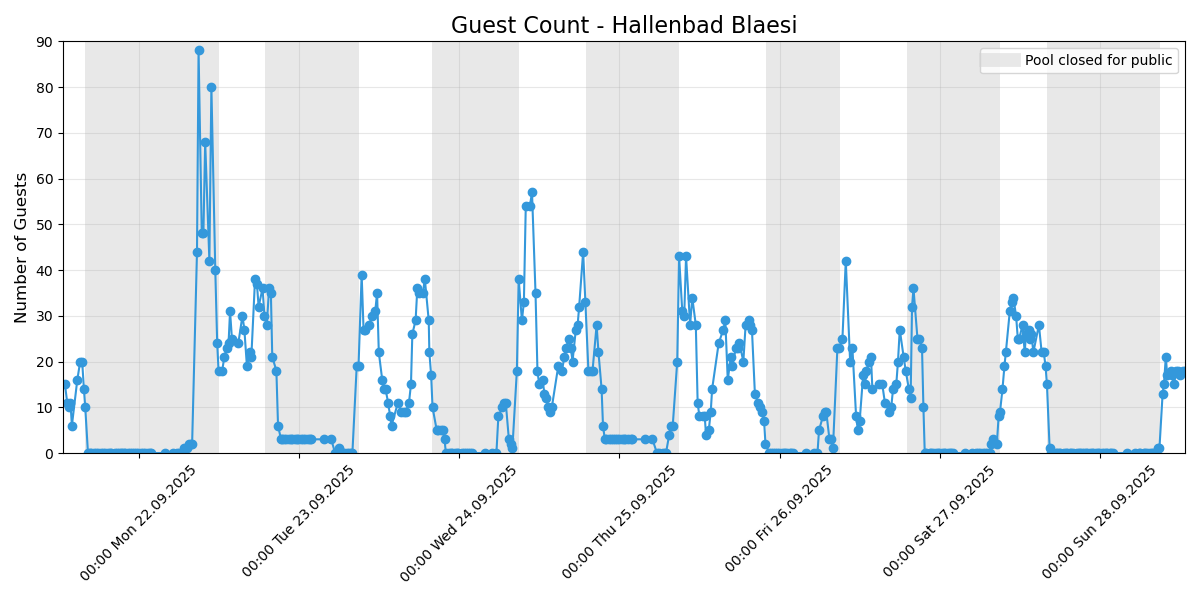 Guest Count - Hallenbad Blaesi
Pool closed for public
Number of Guests
90
80
70
60
50
40
30
20
10
0
00:00 Mon 22.09.2025
00:00 Tue 23.09.2025
00:00 Wed 24.09.2025
00:00 Thu 25.09.2025
00:00 Fri 26.09.2025
00:00 Sat 27.09.2025
00:00 Sun 28.09.2025